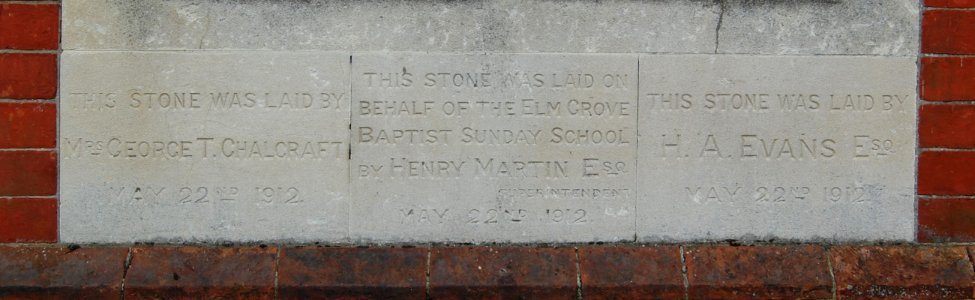 THIS STONE WAS LAID BY
MRS GEORGE T. CHALCRAFT
MAY 22ND 1912.
THIS STONE WAS LAID ON
BEHALF OF THE ELM GROVE
BAPTIST SUNDAY SCHOOL
BY HENRY MARTIN ESQ
SUPERINTENDENT
MAY 22ND 1912.
THIS STONE WAS LAID BY
H. A. EVANS ESQ
MAY 22ND 1912.